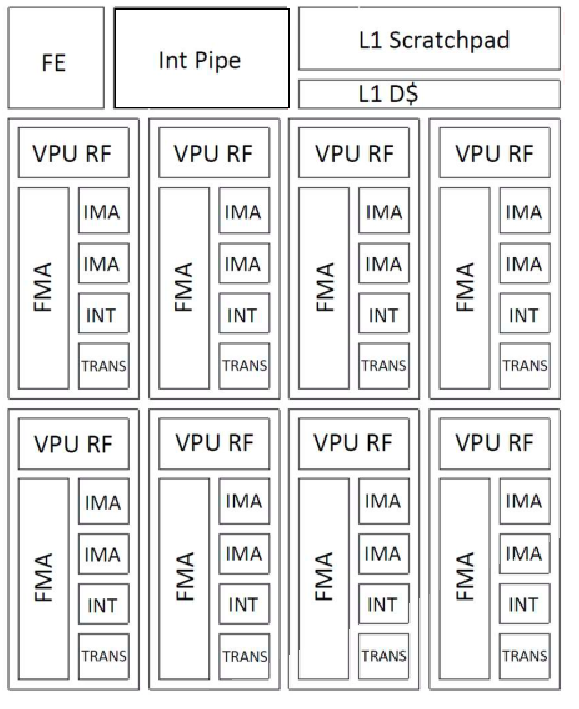 FE
Int Pipe
L1 Scratchpad
L1 D$
VPU RF
FMA
IMA
IMA
INT
TRANS
VPU RF
FMA
IMA
IMA
INT
TRANS
VPU RF
FMA
IMA
IMA
INT
TRANS
VPU RF
FMA
IMA
IMA
INT
TRANS
VPU RF
FMA
IMA
IMA
INT
TRANS
VPU RF
FMA
IMA
IMA
INT
TRANS
VPU RF
FMA
IMA
IMA
INT
TRANS
VPU RF
FMA
IMA
IMA
INT
TRANS